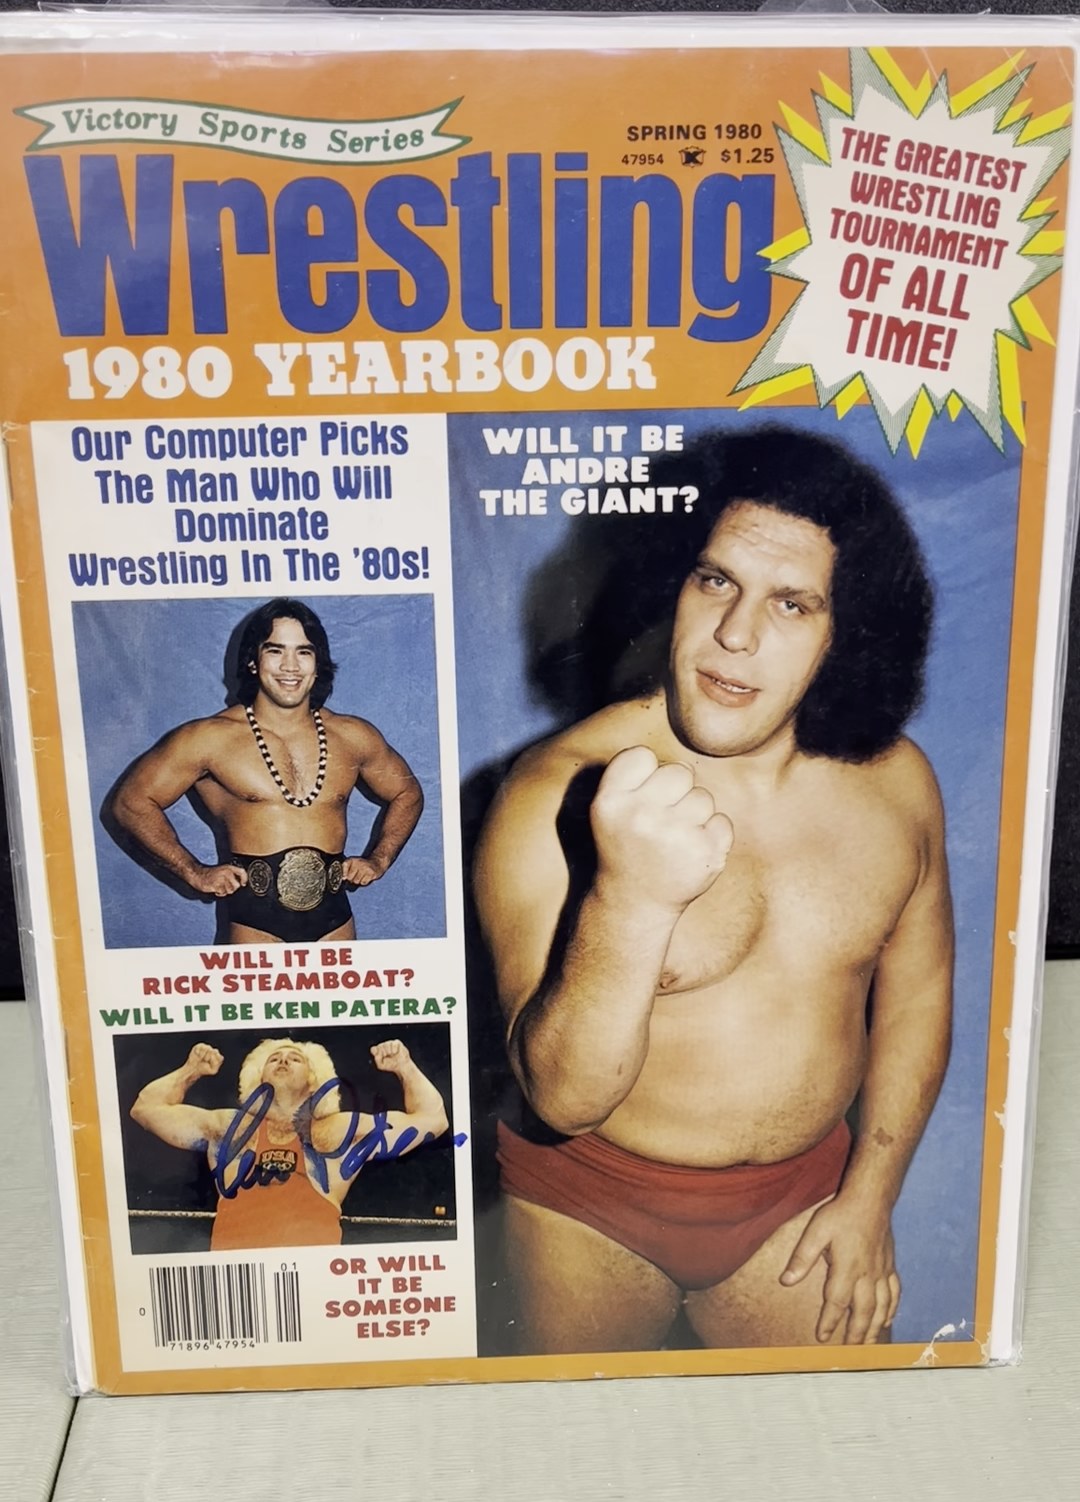 Victory Sports Series
SPRING 1980
47954 K $1.25
Wrestling
1980 YEARBOOK
THE GREATEST
WRESTLING
TOURNAMENT
OF ALL
TIME!
Our Computer Picks
The Man Who Will
Dominate
Wrestling In The '80s!
WILL IT BE
ANDRE
THE GIANT?
WILL IT BE
RICK STEAMBOAT?
WILL IT BE KEN PATERA?
Ken Patera
USA
OR WILL
IT BE
SOMEONE
ELSE?
01
0 71896 47954